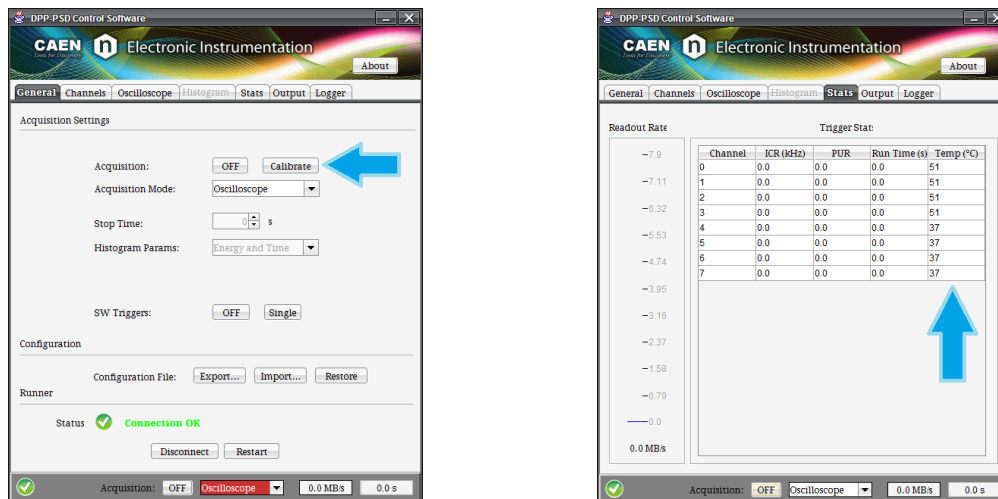 DPP-PSD Control Software
CAEN n Electronic Instrumentation
Tools for Discovery
About
General Channels Oscilloscope Histogram Stats Output Logger
Acquisition Settings
Acquisition: OFF Calibrate
Acquisition Mode: Oscilloscope
Stop Time: 0 s
Histogram Params: Energy and Time
SW Triggers: OFF Single
Configuration
Configuration File: Export... Import... Restore
Runner
Status Connection OK
Disconnect Restart
Acquisition: OFF Oscilloscope 0.0 MB/s 0.0 s
DPP-PSD Control Software
CAEN n Electronic Instrumentation
Tools for Discovery
About
General Channels Oscilloscope Histogram Stats Output Logger
Readout Rate
7.9
7.11
6.32
5.53
4.74
3.95
3.16
2.37
1.58
0.79
0.0
0.0 MB/s
Trigger Stats
Channel ICR (kHz) PUR Run Time (s) Temp (°C)
0 0.0 0.0 0.0 51
1 0.0 0.0 0.0 51
2 0.0 0.0 0.0 51
3 0.0 0.0 0.0 51
4 0.0 0.0 0.0 37
5 0.0 0.0 0.0 37
6 0.0 0.0 0.0 37
7 0.0 0.0 0.0 37
Acquisition: OFF Oscilloscope 0.0 MB/s 0.0 s